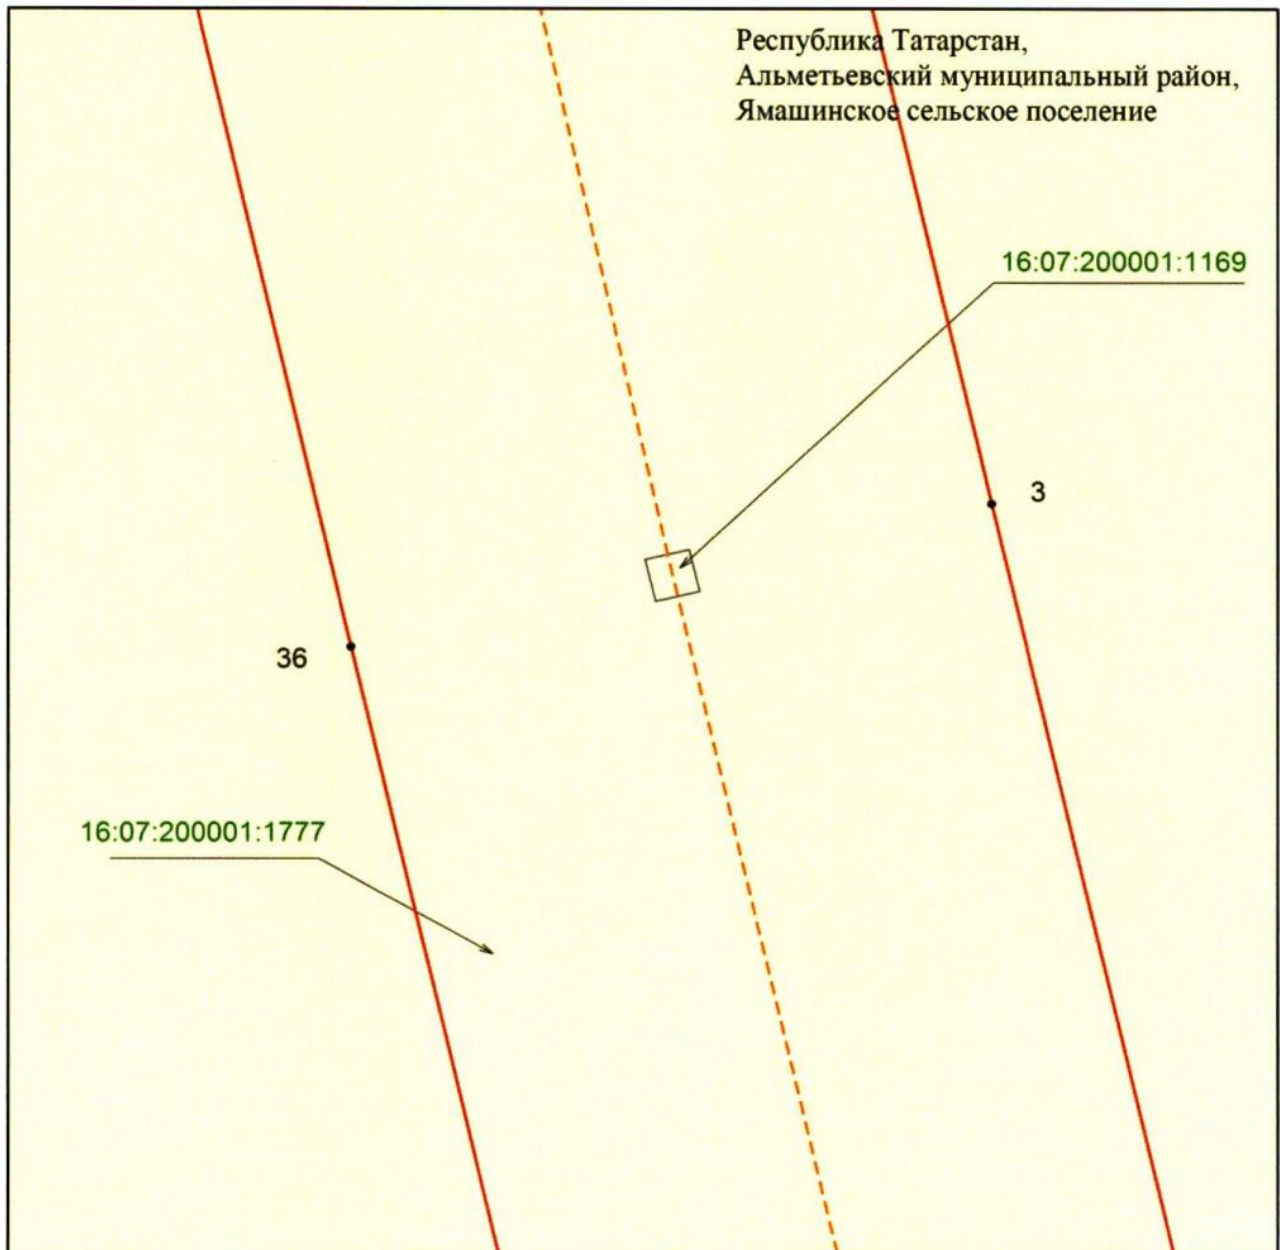 Республика Татарстан,
Альметьевский муниципальный район,
Ямашинское сельское поселение
16:07:200001:1169
3
36
16:07:200001:1777